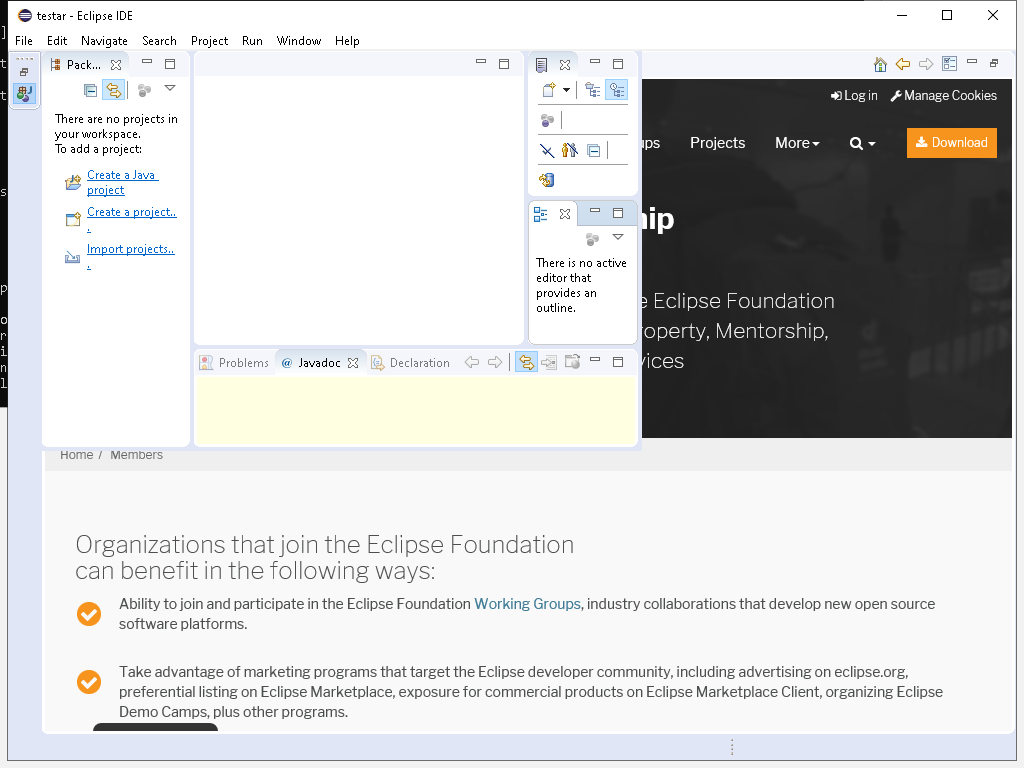 testar - Eclipse IDE
File Edit Navigate Search Project Run Window Help
Pack...
There are no projects in
your workspace.
To add a project:
Create a Java
project
Create a project..
.
Import projects..
.
There is no active
editor that
provides an
outline.
Problems @ Javadoc Declaration
Log in Manage Cookies
ups Projects More Download
ip
e Eclipse Foundation
roperty, Mentorship,
vices
Home / Members
Organizations that join the Eclipse Foundation
can benefit in the following ways:
Ability to join and participate in the Eclipse Foundation Working Groups, industry collaborations that develop new open source
software platforms.
Take advantage of marketing programs that target the Eclipse developer community, including advertising on eclipse.org,
preferential listing on Eclipse Marketplace, exposure for commercial products on Eclipse Marketplace Client, organizing Eclipse
Demo Camps, plus other programs.